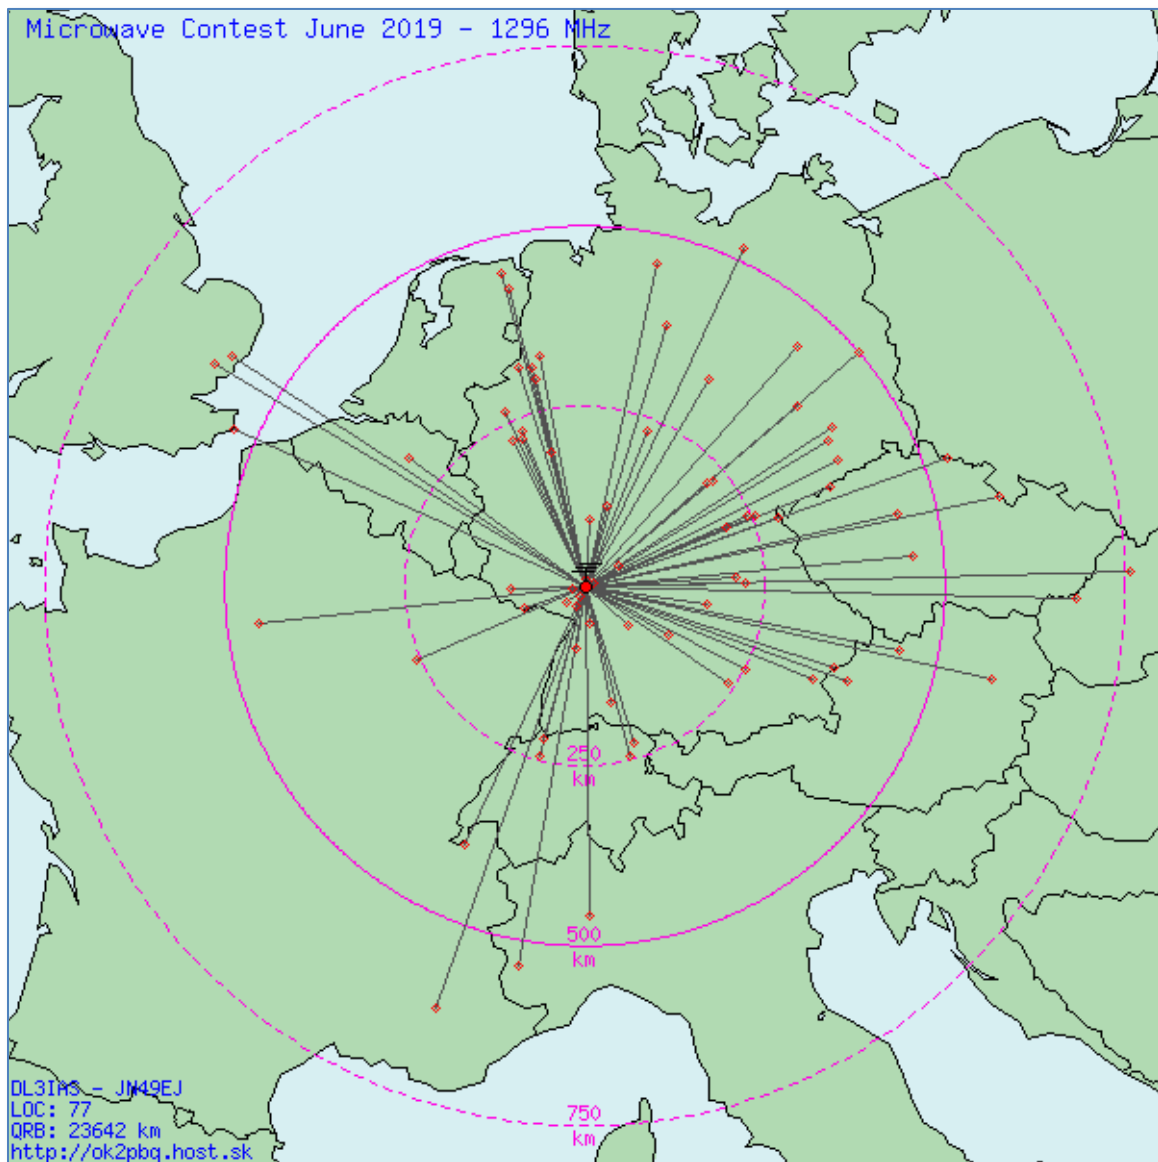 Microwave Contest June 2019 - 1296 MHz
250
km
500
km
750
km
DL3IAS - JN49EJ
LOC: 77
QRB: 23642 km
http://ok2pbq.host.sk